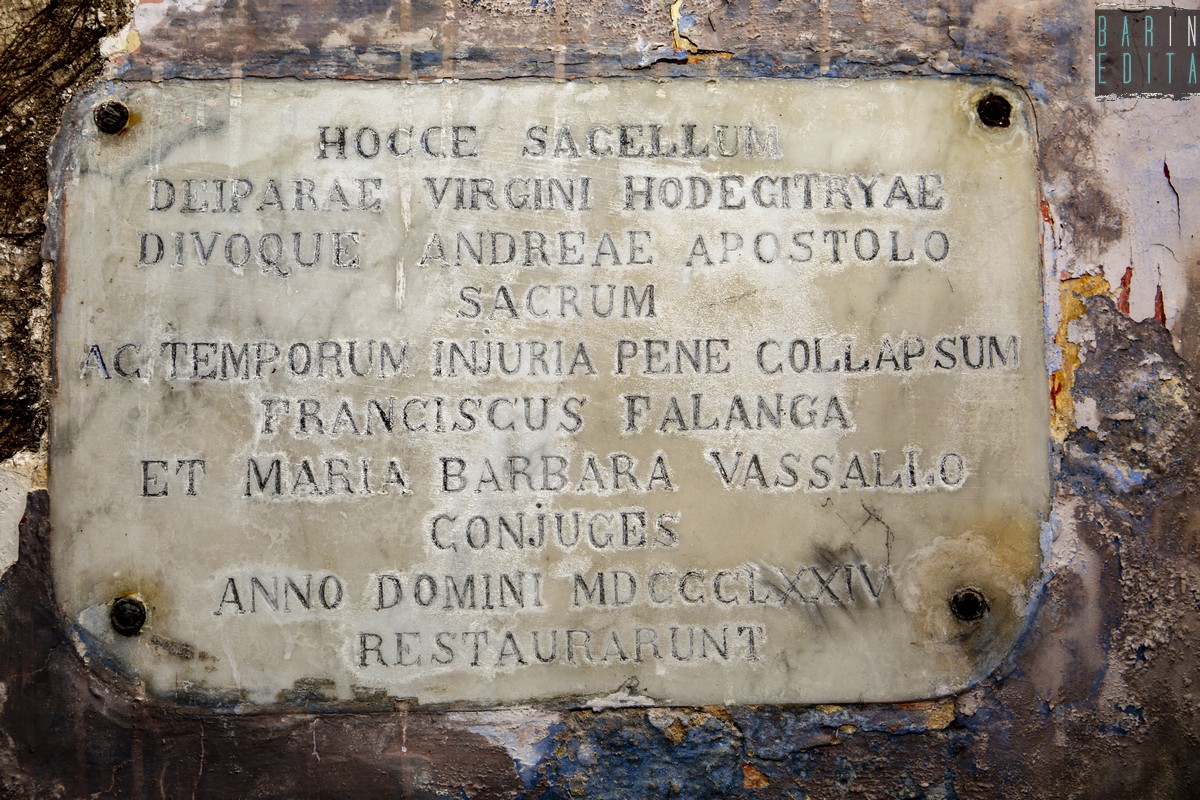 HOCCE SACELLUM
DEIPARAE VIRGINI HODEGITRYAE
DIVOQUE ANDREAE APOSTOLO
SACRUM
AC TEMPORUM INJURIA PENE COLLAPSUM
FRANCISCUS FALANGA
ET MARIA BARBARA VASSALLO
CONJUGES
ANNO DOMINI MDCCCLXXIV
RESTAURARUNT
BARIN
EDITA